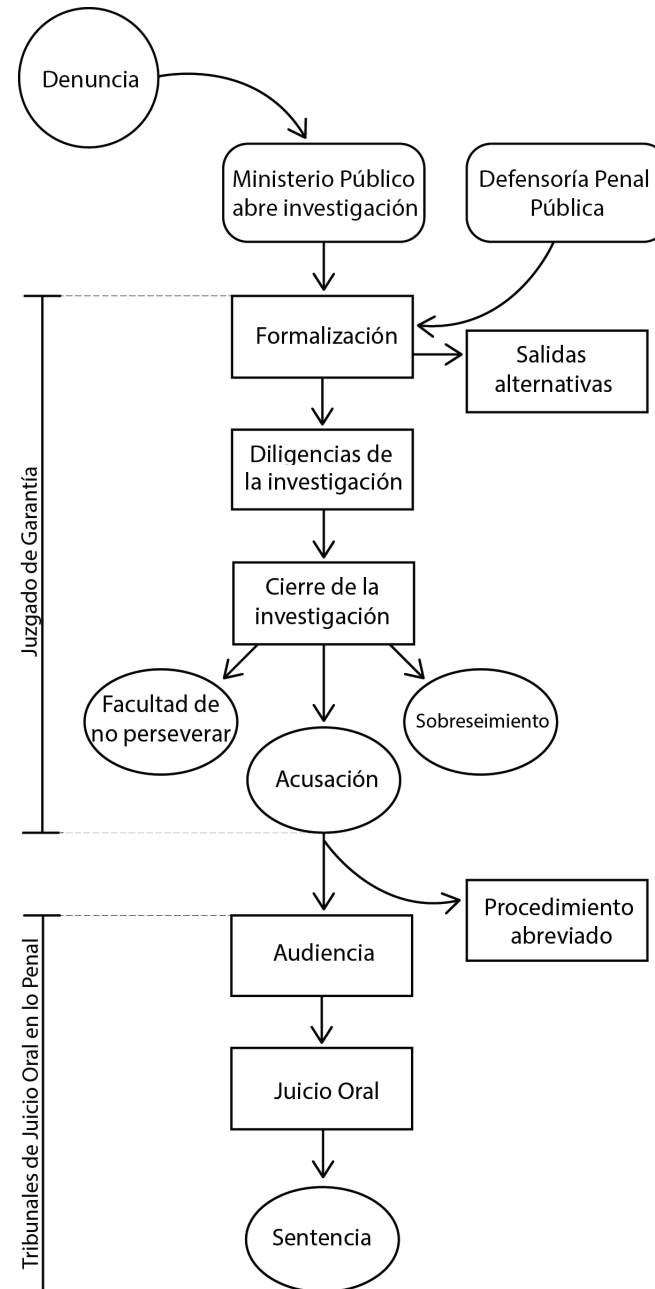 Denuncia
Ministerio Público
abre investigación
Defensoría Penal
Pública
Formalización
Salidas
alternativas
Diligencias de
la investigación
Cierre de la
investigación
Facultad de
no perseverar
Sobreseimiento
Acusación
Juzgado de Garantía
Procedimiento
abreviado
Audiencia
Juicio Oral
Sentencia
Tribunales de Juicio Oral en lo Penal